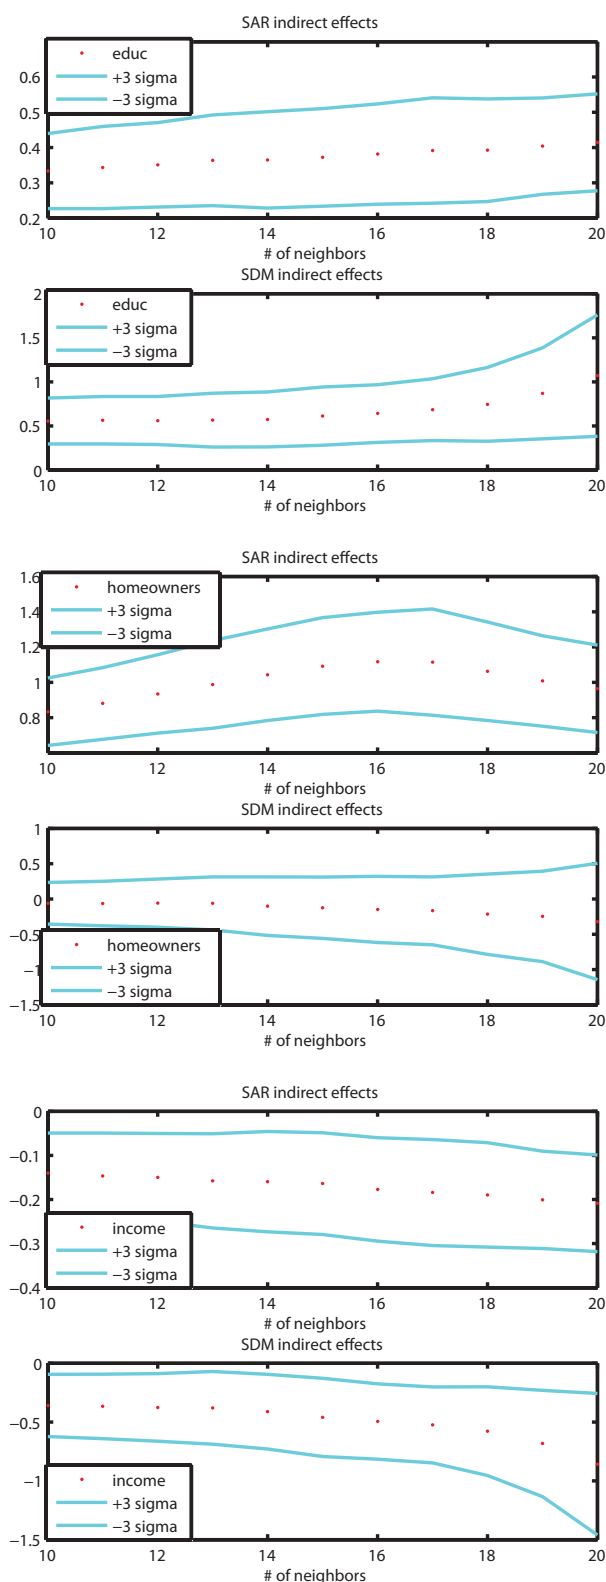 SAR indirect effects
educ
+3 sigma
−3 sigma
0.6
0.5
0.4
0.3
0.2
10 12 14 16 18 20
# of neighbors
SDM indirect effects
educ
+3 sigma
−3 sigma
2
1.5
1
0.5
0
10 12 14 16 18 20
# of neighbors
SAR indirect effects
homeowners
+3 sigma
−3 sigma
1.6
1.4
1.2
1
0.8
10 12 14 16 18 20
# of neighbors
SDM indirect effects
1
0.5
0
−0.5
−1
−1.5
homeowners
+3 sigma
−3 sigma
10 12 14 16 18 20
# of neighbors
SAR indirect effects
0
−0.1
−0.2
−0.3
−0.4
income
+3 sigma
−3 sigma
10 12 14 16 18 20
# of neighbors
SDM indirect effects
0
−0.5
−1
−1.5
income
+3 sigma
−3 sigma
10 12 14 16 18 20
# of neighbors